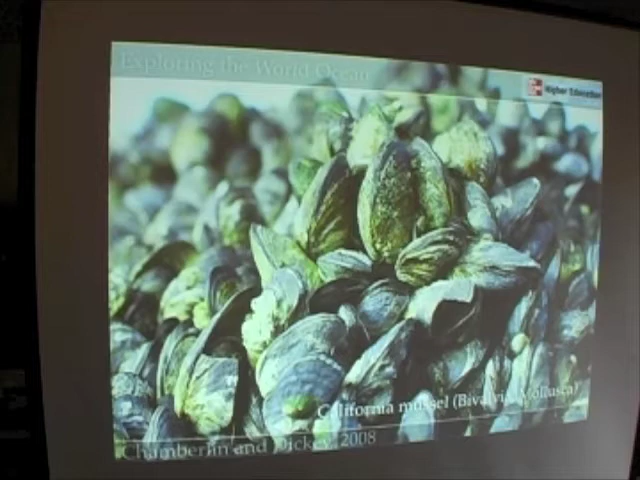 Exploring the World Ocean
Higher Education
California mussel (Bivalvia, Mollusca)
Chamberlin and Dickey, 2008